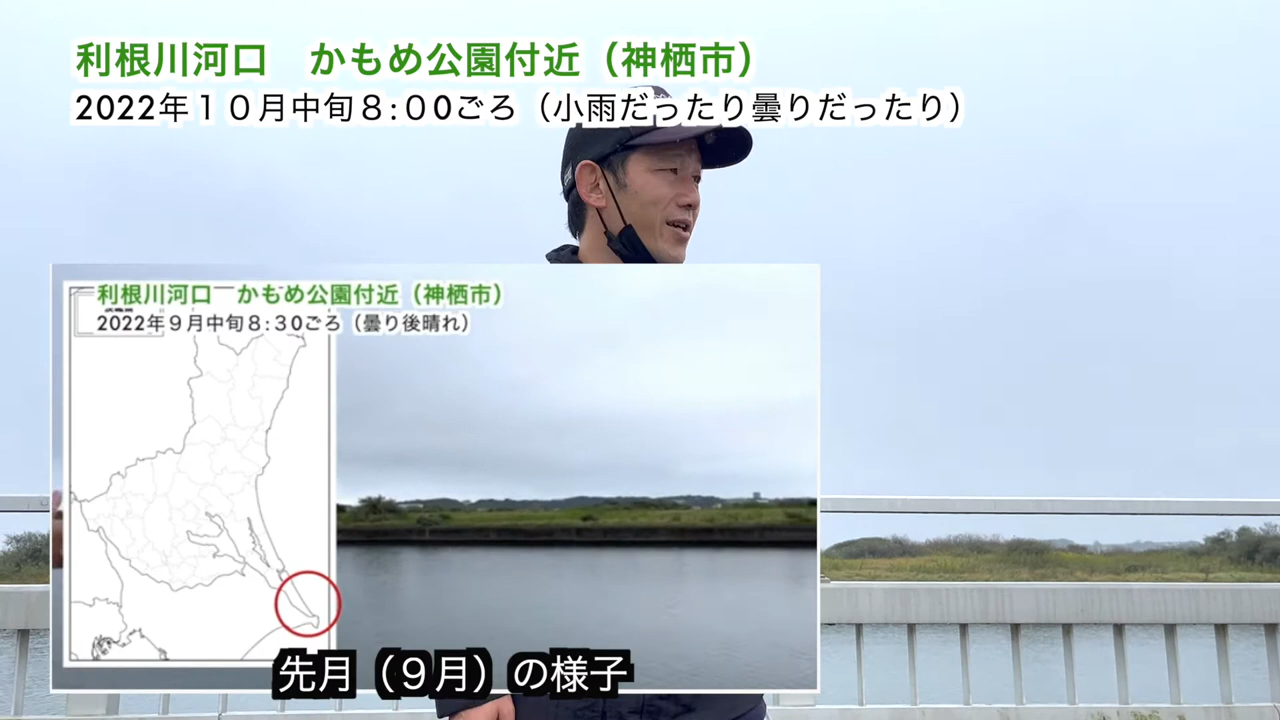 利根川河口　かもめ公園付近（神栖市）
2022年１０月中旬８:００ごろ（小雨だったり曇りだったり）
利根川河口　かもめ公園付近（神栖市）
2022年９月中旬８:３０ごろ（曇り後晴れ）
先月（９月）の様子